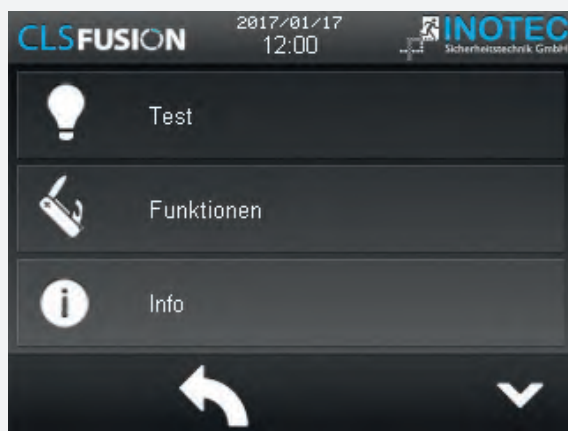 CLSFUSION
2017/01/17
12:00
INOTEC
Sicherheitstechnik GmbH
Test
Funktionen
Info